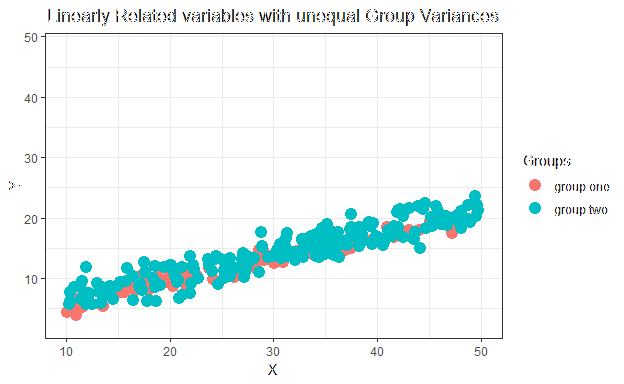 Linearly Related variables with unequal Group Variances
50
40
30
20
10
Y
10 20 30 40 50
X
Groups
group one
group two